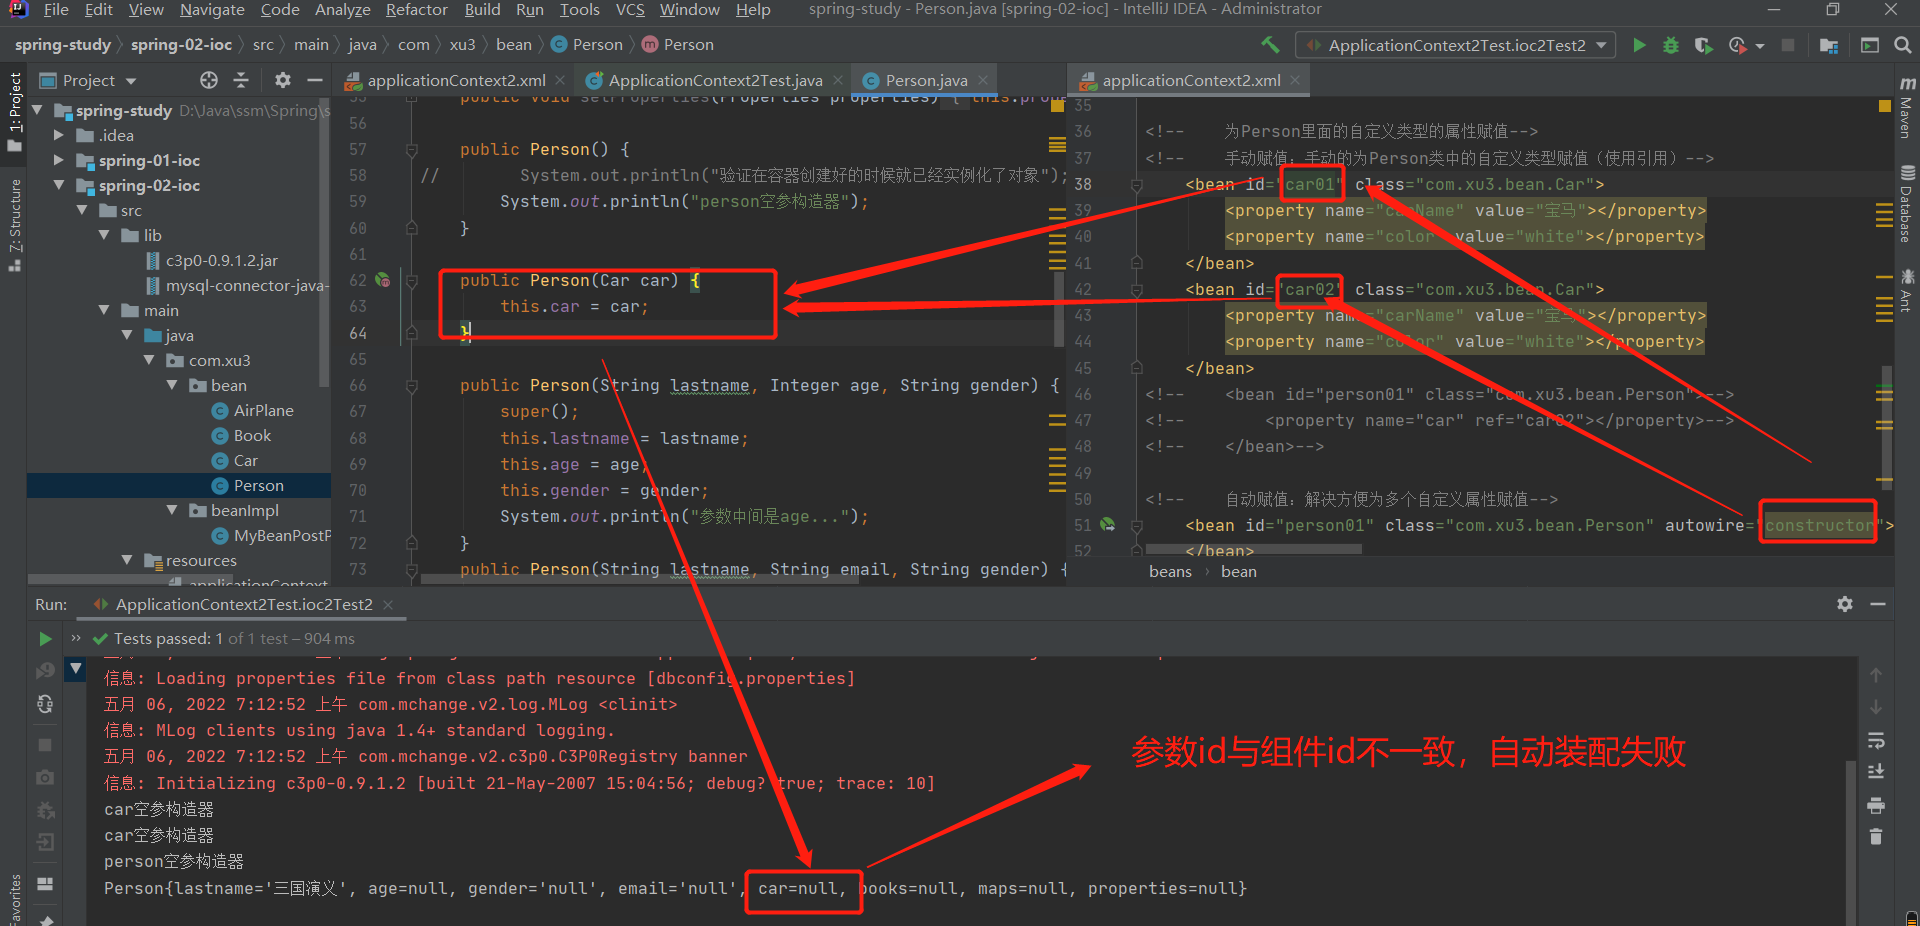 File Edit View Navigate Code Analyze Refactor Build Run Tools VCS Window Help spring-study - Person.java [spring-02-ioc] - IntelliJ IDEA - Administrator
spring-study spring-02-ioc src main java com xu3 bean Person Person ApplicationContext2Test.ioc2Test2
Project applicationContext2.xml ApplicationContext2Test.java Person.java applicationContext2.xml
1: Project
7: Structure
Favorites
Maven
Database
Ant
spring-study D:\Java\ssm\Spring\s
.idea
spring-01-ioc
spring-02-ioc
src
lib
c3p0-0.9.1.2.jar
mysql-connector-java-
main
java
com.xu3
bean
AirPlane
Book
Car
Person
beanImpl
MyBeanPostP
resources
applicationContext
55 public void setProperties(Properties properties) { this.prope
56
57 public Person() {
58 // System.out.println("验证在容器创建好的时候就已经实例化了对象");
59 System.out.println("person空参构造器");
60 }
61
62 public Person(Car car) {
63 this.car = car;
64 }
65
66 public Person(String lastname, Integer age, String gender) {
67 super();
68 this.lastname = lastname;
69 this.age = age;
70 this.gender = gender;
71 System.out.println("参数中间是age...");
72 }
73 public Person(String lastname, String email, String gender) {
35
36 <!-- 为Person里面的自定义类型的属性赋值-->
37 <!-- 手动赋值：手动的为Person类中的自定义类型赋值（使用引用）-->
38 <bean id="car01" class="com.xu3.bean.Car">
39 <property name="carName" value="宝马"></property>
40 <property name="color" value="white"></property>
41 </bean>
42 <bean id="car02" class="com.xu3.bean.Car">
43 <property name="carName" value="宝马"></property>
44 <property name="color" value="white"></property>
45 </bean>
46 <!-- <bean id="person01" class="com.xu3.bean.Person">-->
47 <!-- <property name="car" ref="car02"></property>-->
48 <!-- </bean>-->
49
50 <!-- 自动赋值：解决方便为多个自定义属性赋值-->
51 <bean id="person01" class="com.xu3.bean.Person" autowire="constructor">
52 </bean>
beans bean
Run: ApplicationContext2Test.ioc2Test2
Tests passed: 1 of 1 test – 904 ms
信息: Loading properties file from class path resource [dbconfig.properties]
五月 06, 2022 7:12:52 上午 com.mchange.v2.log.MLog <clinit>
信息: MLog clients using java 1.4+ standard logging.
五月 06, 2022 7:12:52 上午 com.mchange.v2.c3p0.C3P0Registry banner
信息: Initializing c3p0-0.9.1.2 [built 21-May-2007 15:04:56; debug? true; trace: 10]
car空参构造器
car空参构造器
person空参构造器
Person{lastname='三国演义', age=null, gender='null', email='null', car=null, books=null, maps=null, properties=null}
参数id与组件id不一致，自动装配失败